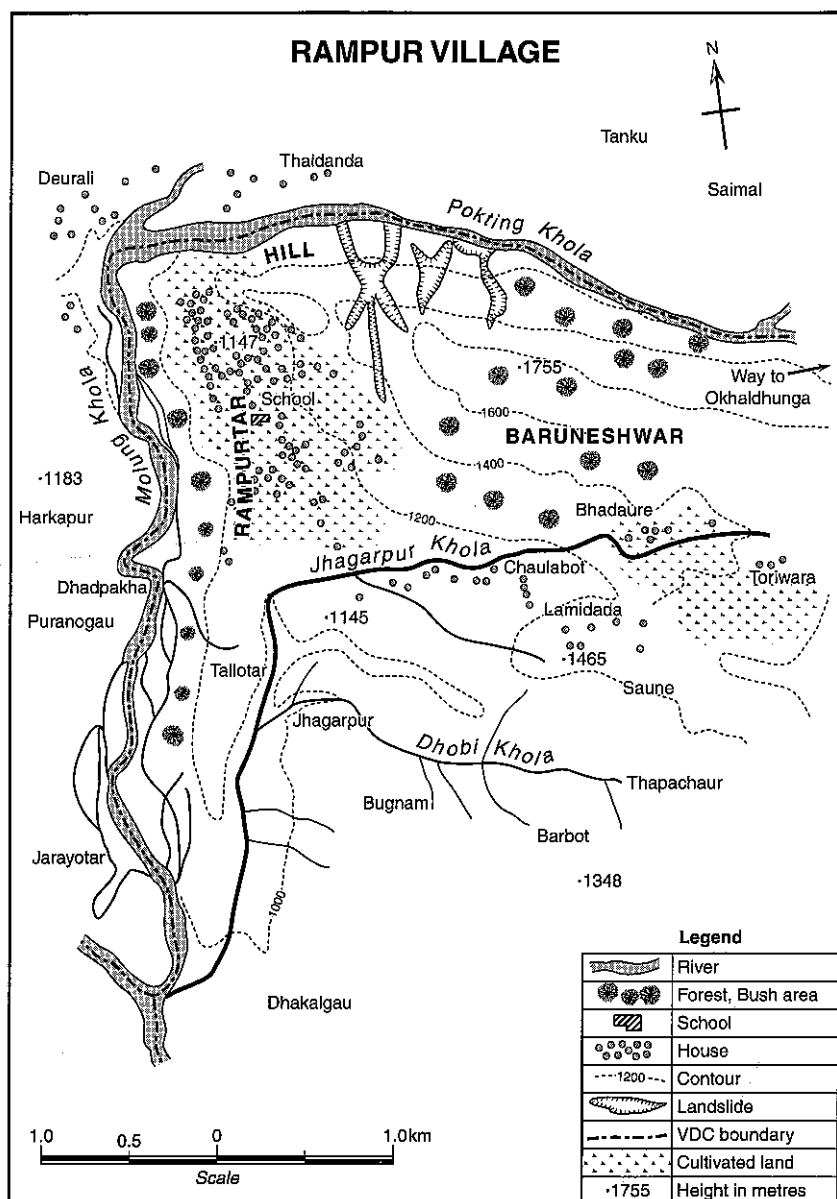 RAMPUR VILLAGE
N
Tanku
Thaldanda
Deurali
Saimal
Pokting Khola
HILL
Molung Khola
·1147
School
·1755
Way to
Okhaldhunga
1600
RAMPURTAR
BARUNESHWAR
1400
·1183
Harkapur
1200
Bhadaure
Jhagarpur Khola
Chaulabot
Dhadpakha
Toriwara
Puranogau
Lamidada
·1145
·1465
Tallotar
Saune
Jhagarpur
Dhobi Khola
Thapachaur
Bugnam
Barbot
Jarayotar
·1348
1000
Dhakalgau
Legend
River
Forest, Bush area
School
House
1200 Contour
Landslide
VDC boundary
Cultivated land
·1755 Height in metres
1.0 0.5 0 1.0km
Scale